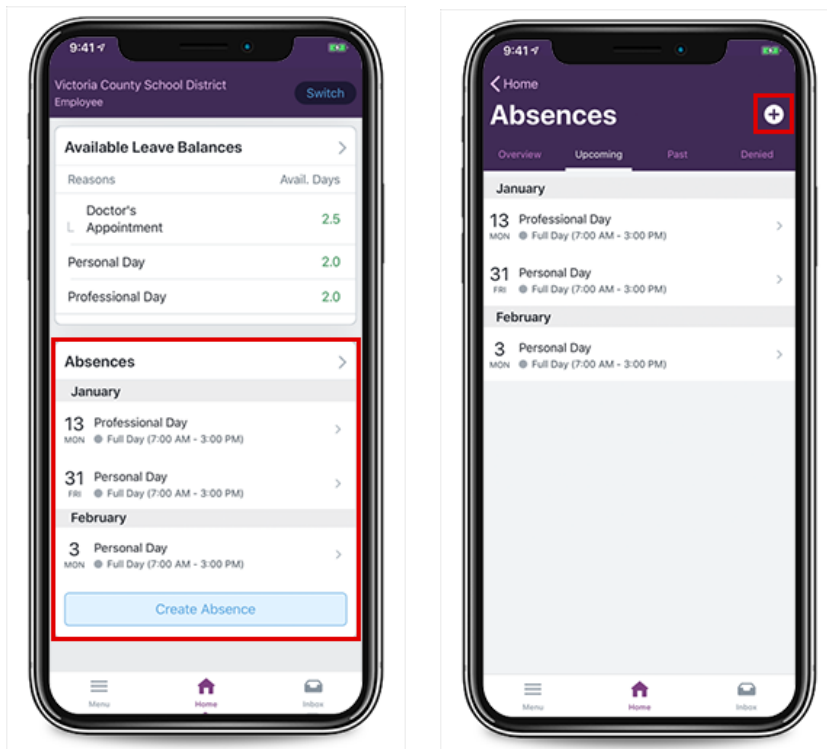 9:41
Victoria County School District
Employee
Switch
Available Leave Balances
Reasons Avail. Days
Doctor's
Appointment
2.5
Personal Day 2.0
Professional Day 2.0
Absences
January
13 Professional Day
MON Full Day (7:00 AM - 3:00 PM)
31 Personal Day
FRI Full Day (7:00 AM - 3:00 PM)
February
3 Personal Day
MON Full Day (7:00 AM - 3:00 PM)
Create Absence
Menu Home Inbox
9:41
Home
Absences
Overview Upcoming Past Denied
January
13 Professional Day
MON Full Day (7:00 AM - 3:00 PM)
31 Personal Day
FRI Full Day (7:00 AM - 3:00 PM)
February
3 Personal Day
MON Full Day (7:00 AM - 3:00 PM)
Menu Home Inbox